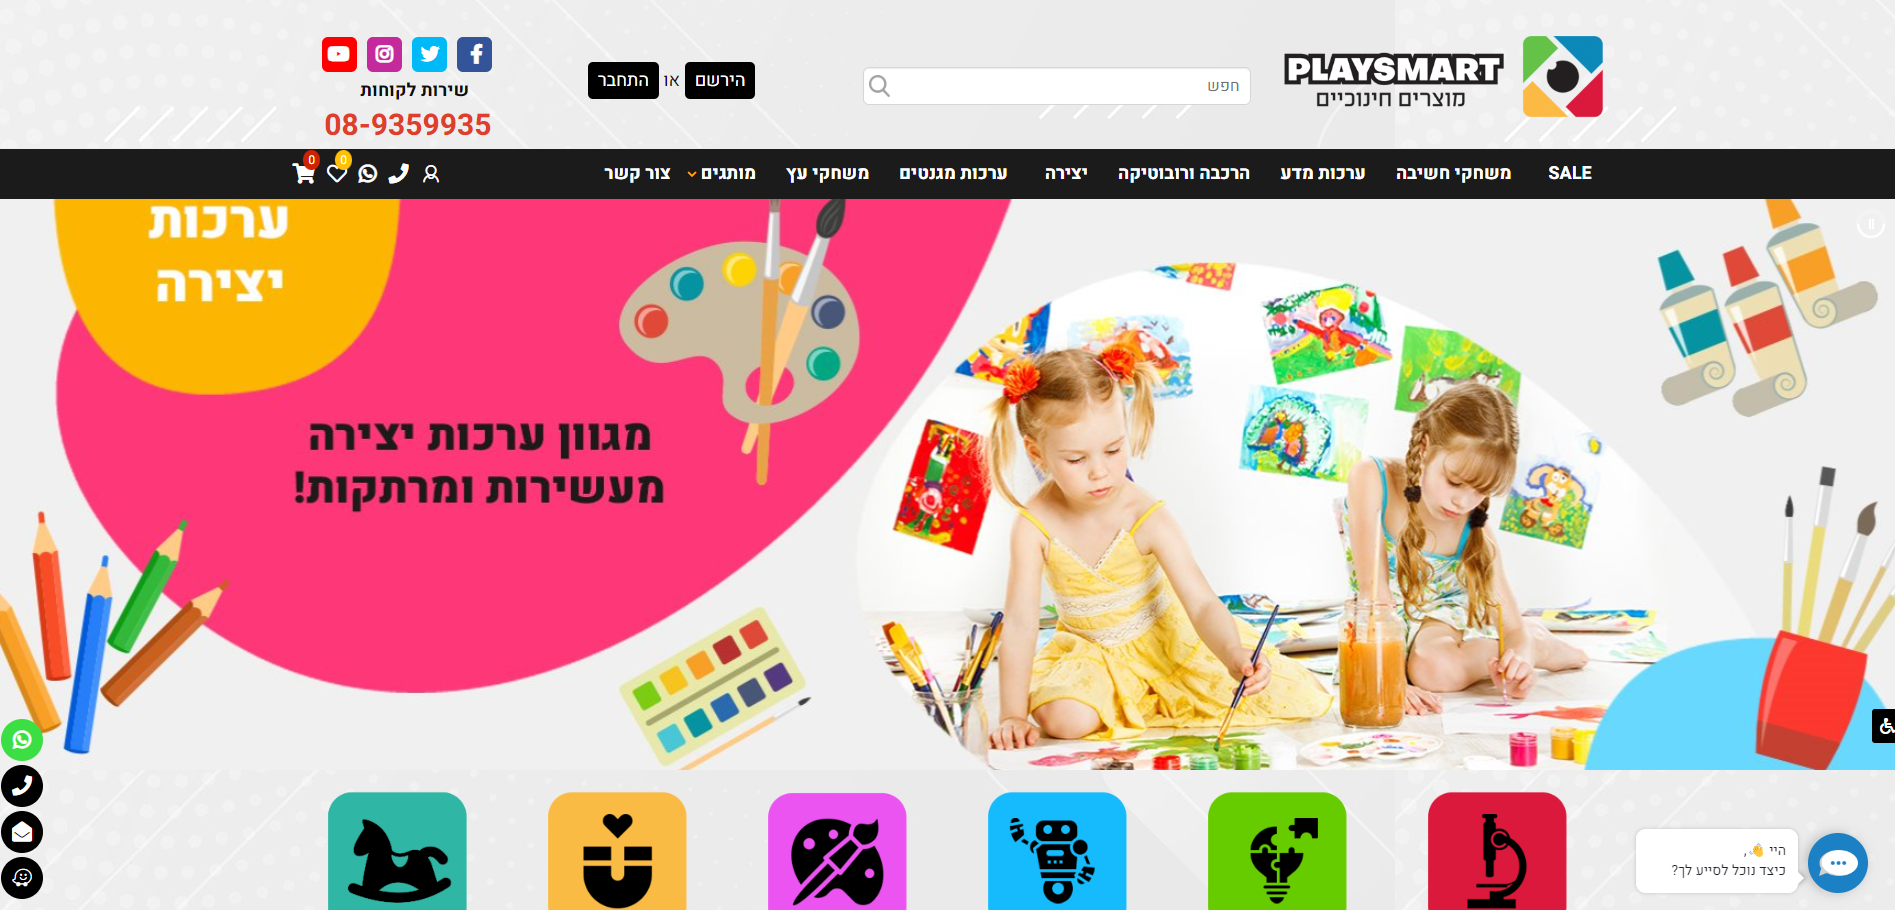 PLAYSMART
מוצרים חינוכיים
חפש
הירשם או התחבר
שירות לקוחות
08-9359935
SALE
משחקי חשיבה
ערכות מדע
הרכבה ורובוטיקה
יצירה
ערכות מגנטים
משחקי עץ
מותגים
צור קשר
0
0
ערכות
יצירה
מגוון ערכות יצירה
מעשירות ומרתקות!
היי 👋,
כיצד נוכל לסייע לך?